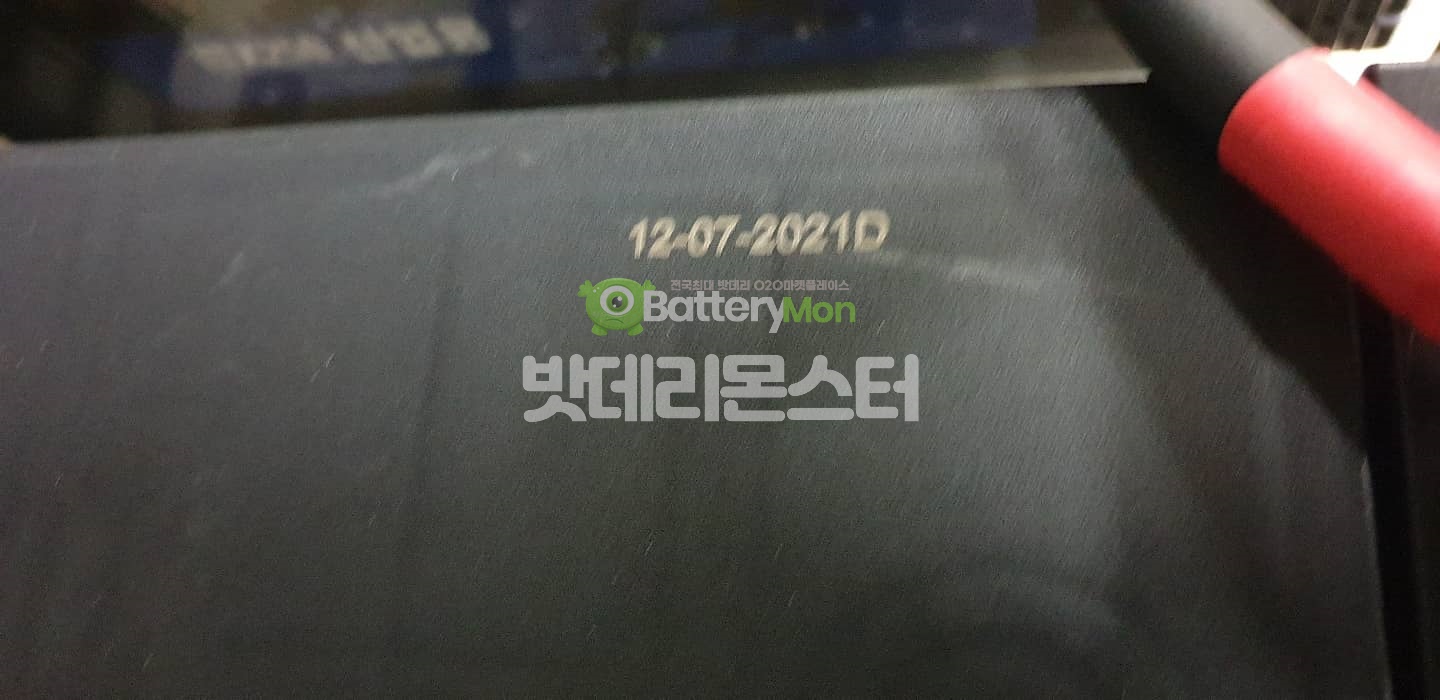 12-07-2021D
전국최대 밧데리 O2O마켓플레이스
BatteryMon
밧데리몬스터